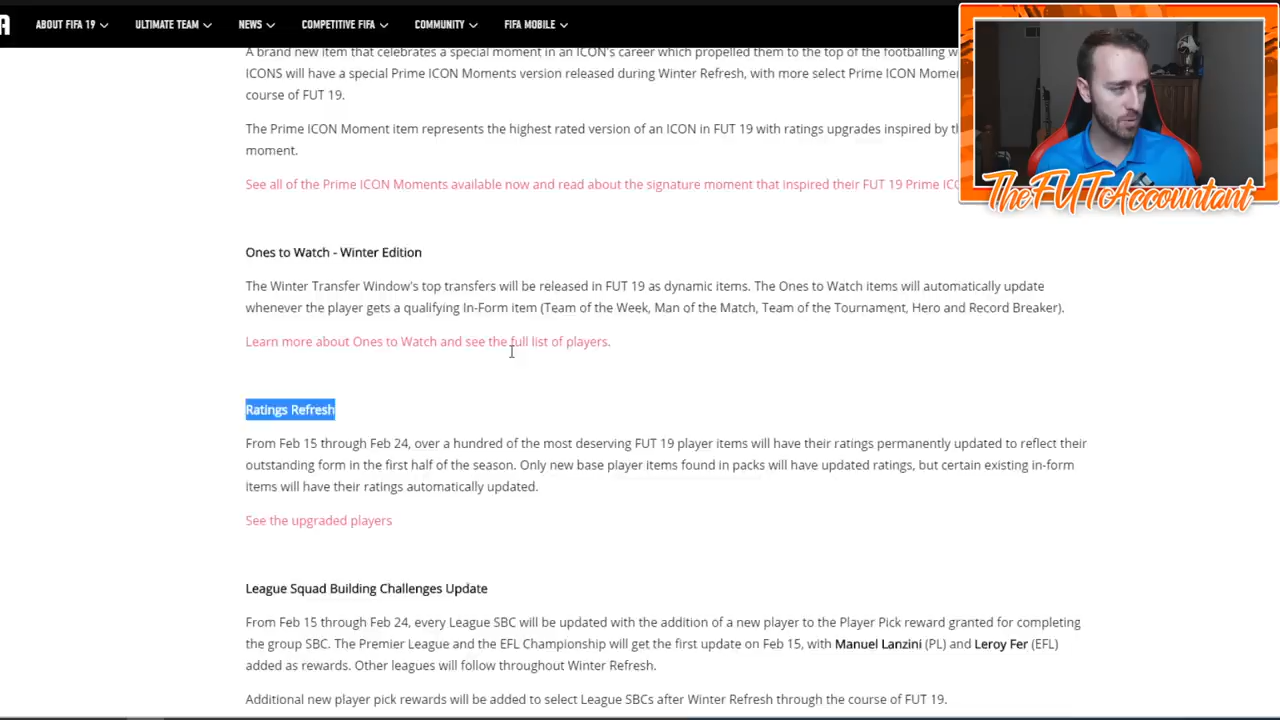 A ABOUT FIFA 19 ULTIMATE TEAM NEWS COMPETITIVE FIFA COMMUNITY FIFA MOBILE
A brand new item that celebrates a special moment in an ICON's career which propelled them to the top of the footballing w
ICONS will have a special Prime ICON Moments version released during Winter Refresh, with more select Prime ICON Mome
course of FUT 19.
The Prime ICON Moment item represents the highest rated version of an ICON in FUT 19 with ratings upgrades inspired by th
moment.
See all of the Prime ICON Moments available now and read about the signature moment that inspired their FUT 19 Prime ICO
TheFUTAccountant
Ones to Watch - Winter Edition
The Winter Transfer Window's top transfers will be released in FUT 19 as dynamic items. The Ones to Watch items will automatically update
whenever the player gets a qualifying In-Form item (Team of the Week, Man of the Match, Team of the Tournament, Hero and Record Breaker).
Learn more about Ones to Watch and see the full list of players.
Ratings Refresh
From Feb 15 through Feb 24, over a hundred of the most deserving FUT 19 player items will have their ratings permanently updated to reflect their
outstanding form in the first half of the season. Only new base player items found in packs will have updated ratings, but certain existing in-form
items will have their ratings automatically updated.
See the upgraded players
League Squad Building Challenges Update
From Feb 15 through Feb 24, every League SBC will be updated with the addition of a new player to the Player Pick reward granted for completing
the group SBC. The Premier League and the EFL Championship will get the first update on Feb 15, with Manuel Lanzini (PL) and Leroy Fer (EFL)
added as rewards. Other leagues will follow throughout Winter Refresh.
Additional new player pick rewards will be added to select League SBCs after Winter Refresh through the course of FUT 19.